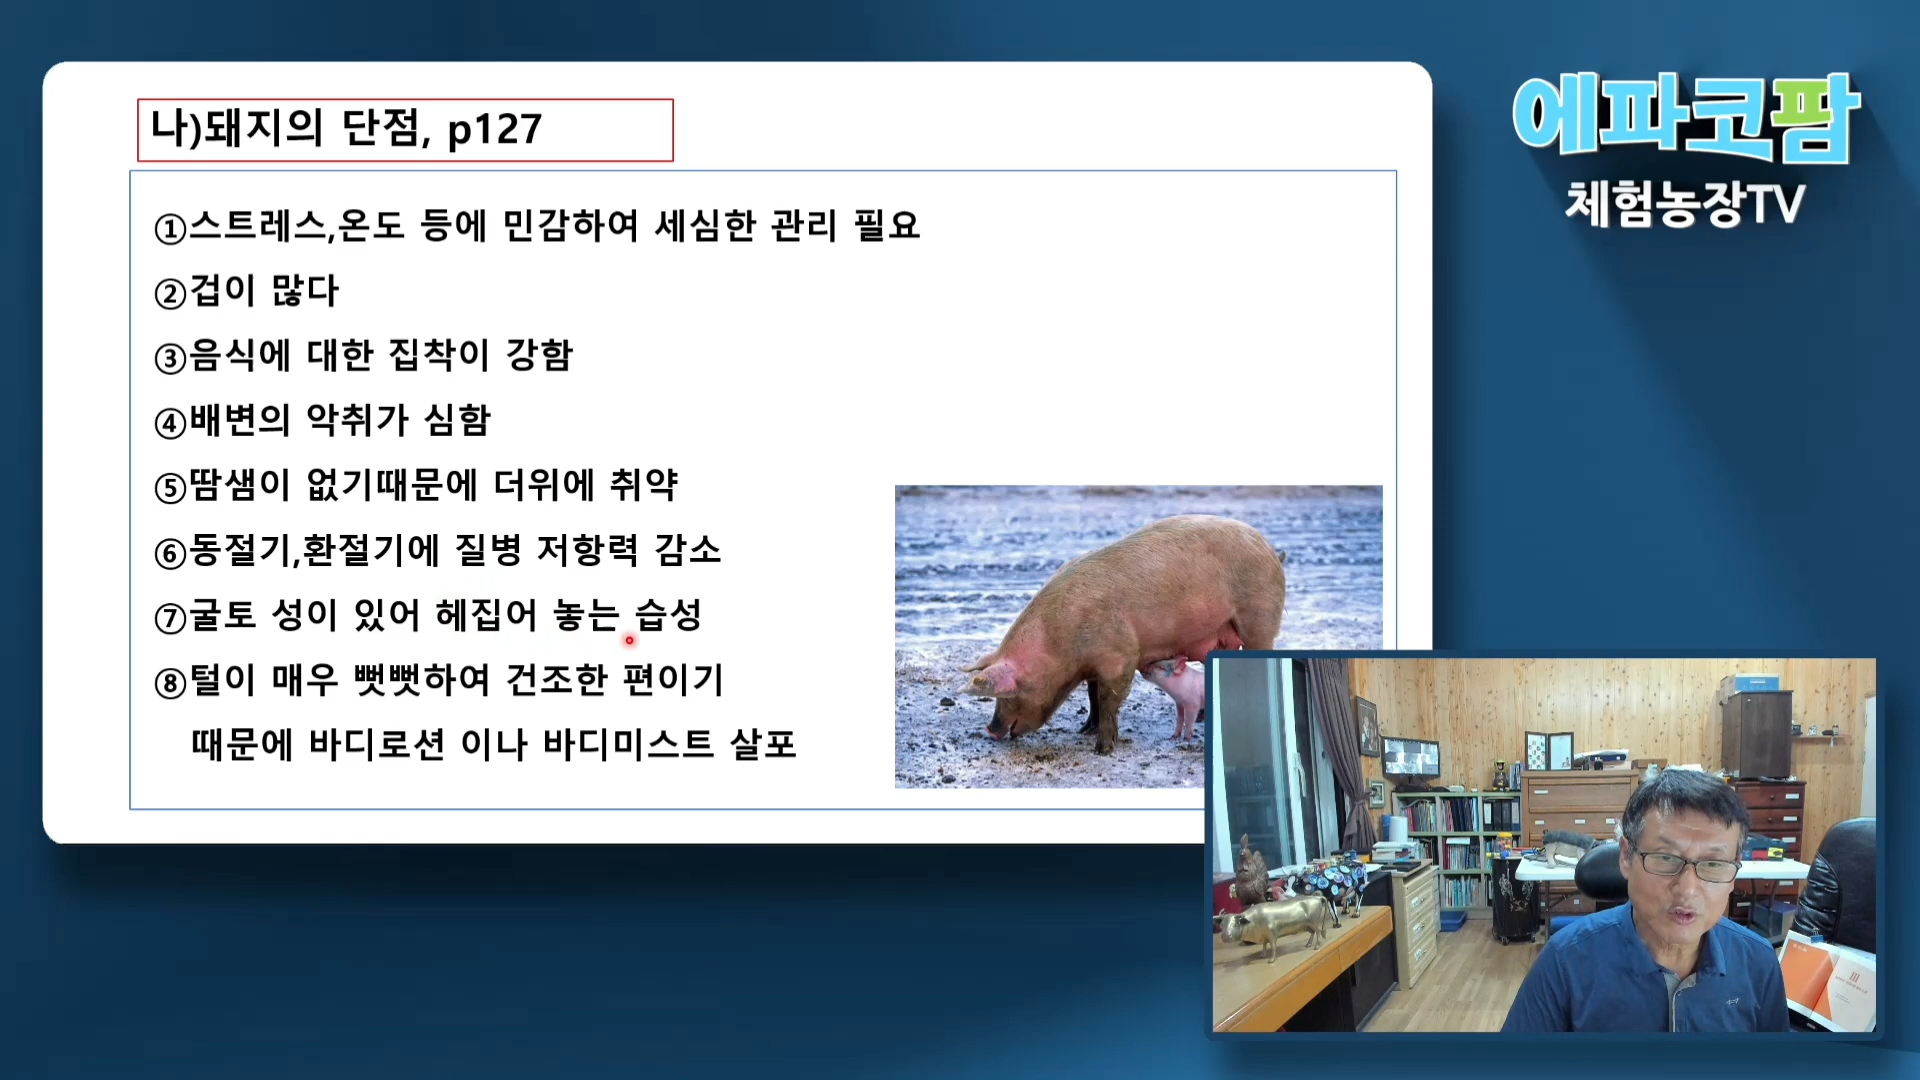 나)돼지의 단점, p127
①스트레스,온도 등에 민감하여 세심한 관리 필요
②겁이 많다
③음식에 대한 집착이 강함
④배변의 악취가 심함
⑤땀샘이 없기때문에 더위에 취약
⑥동절기,환절기에 질병 저항력 감소
⑦굴토 성이 있어 헤집어 놓는 습성
⑧털이 매우 뻣뻣하여 건조한 편이기
때문에 바디로션 이나 바디미스트 살포
에파코팜
체험농장TV